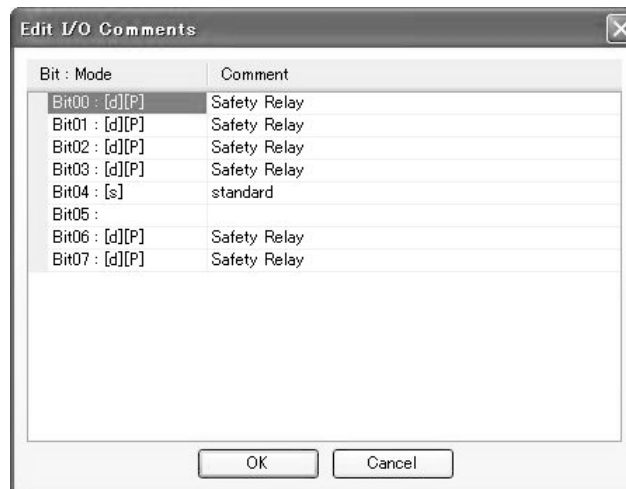 Edit I/O Comments
Bit : Mode Comment
Bit00 : [d][P] Safety Relay
Bit01 : [d][P] Safety Relay
Bit02 : [d][P] Safety Relay
Bit03 : [d][P] Safety Relay
Bit04 : [s] standard
Bit05 :
Bit06 : [d][P] Safety Relay
Bit07 : [d][P] Safety Relay
OK Cancel